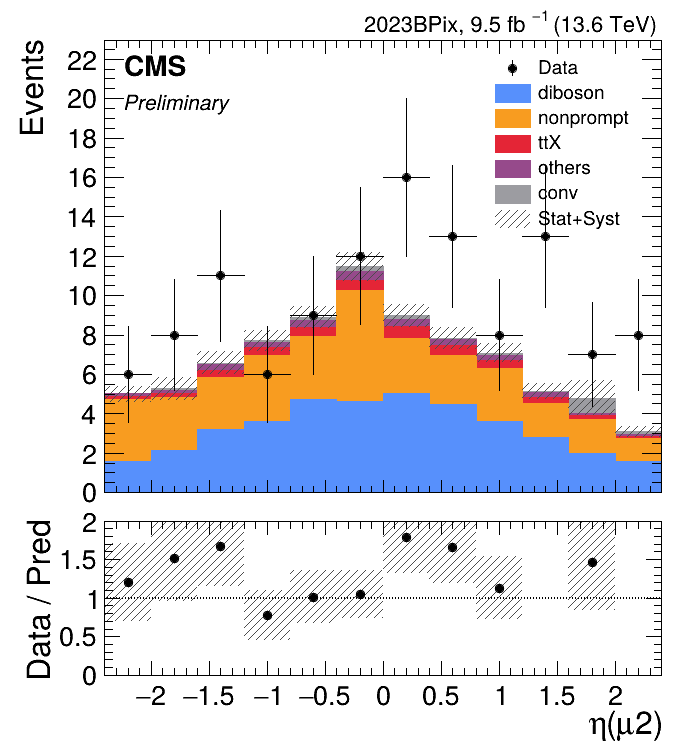 2023BPix, 9.5 fb⁻¹ (13.6 TeV)
CMS
Preliminary
Events
22
20
18
16
14
12
10
8
6
4
2
0
Data
diboson
nonprompt
ttX
others
conv
Stat+Syst
Data / Pred
2
1.5
1
0.5
0
−2 −1.5 −1 −0.5 0 0.5 1 1.5 2
η(μ2)